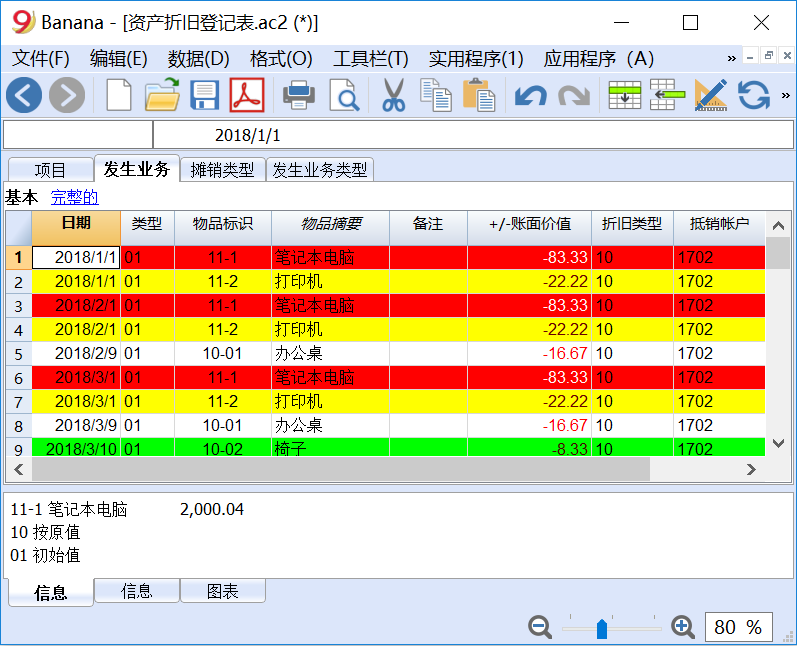 Banana - [资产折旧登记表.ac2 (*)]
文件(F) 编辑(E) 数据(D) 格式(O) 工具栏(T) 实用程序(1) 应用程序 (A) »
»
2018/1/1
项目 发生业务 摊销类型 发生业务类型
基本 完整的
日期 类型 物品标识 物品摘要 备注 +/-账面价值 折旧类型 抵销帐户
1 2018/1/1 01 11-1 笔记本电脑 -83.33 10 1702
2 2018/1/1 01 11-2 打印机 -22.22 10 1702
3 2018/2/1 01 11-1 笔记本电脑 -83.33 10 1702
4 2018/2/1 01 11-2 打印机 -22.22 10 1702
5 2018/2/9 01 10-01 办公桌 -16.67 10 1702
6 2018/3/1 01 11-1 笔记本电脑 -83.33 10 1702
7 2018/3/1 01 11-2 打印机 -22.22 10 1702
8 2018/3/9 01 10-01 办公桌 -16.67 10 1702
9 2018/3/10 01 10-02 椅子 -8.33 10 1702
11-1 笔记本电脑 2,000.04
10 按原值
01 初始值
信息 信息 图表
80 %